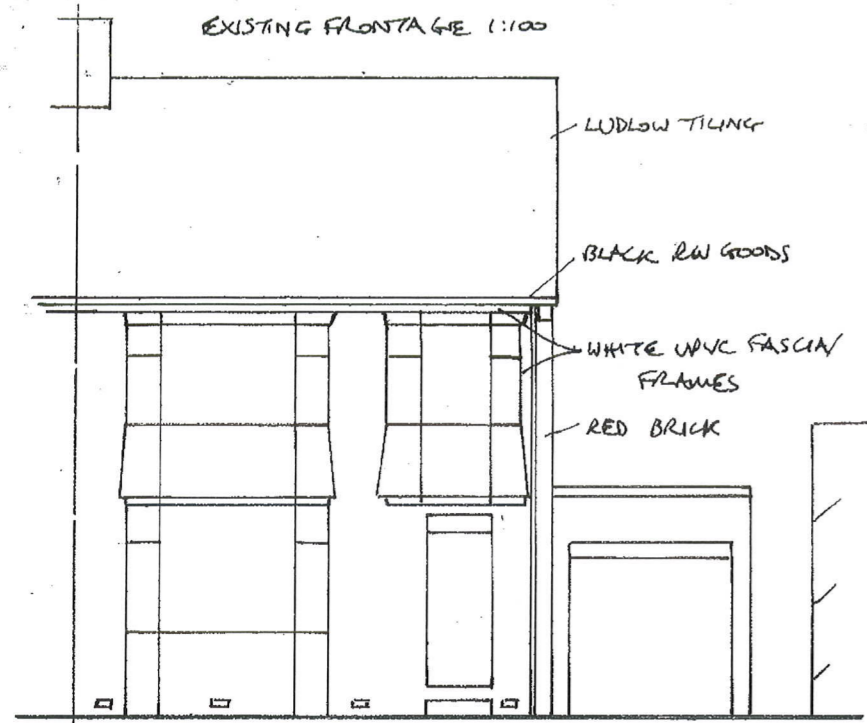 EXISTING FRONTAGE 1:100
LUDLOW TILING
BLACK RW GOODS
WHITE UPVC FASCIA/
FRAMES
RED BRICK